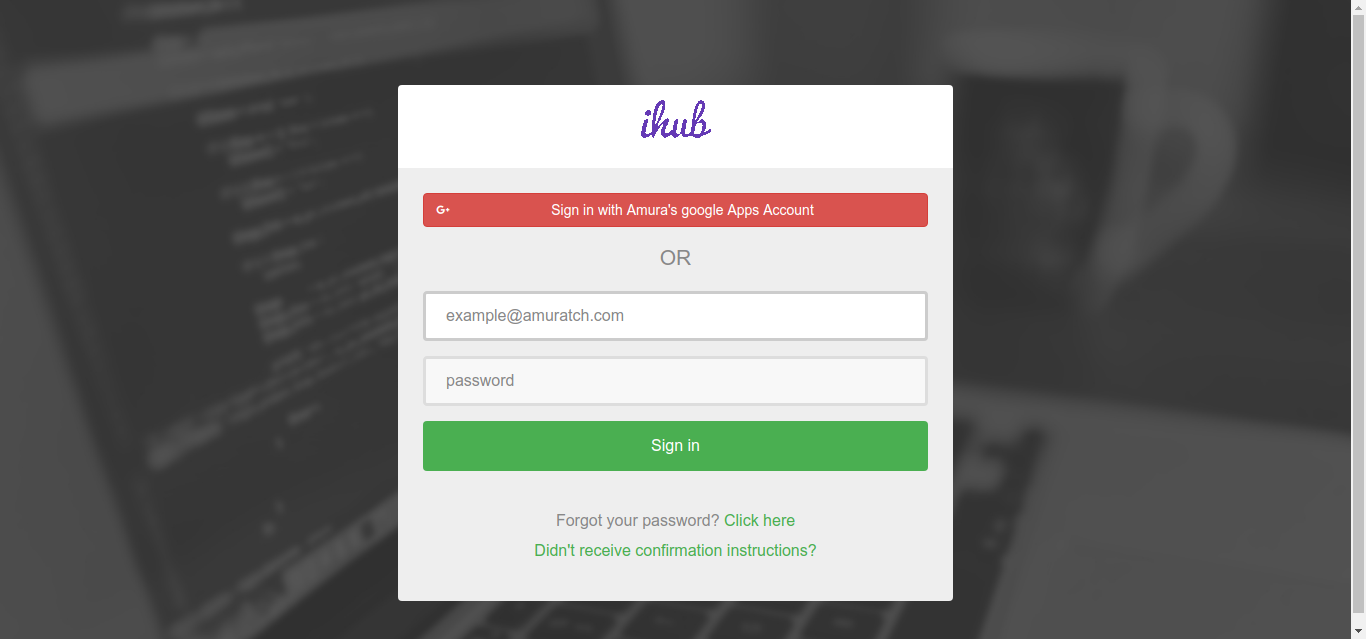 ihub
G+
Sign in with Amura's google Apps Account
OR
example@amuratch.com
password
Sign in
Forgot your password? Click here
Didn't receive confirmation instructions?